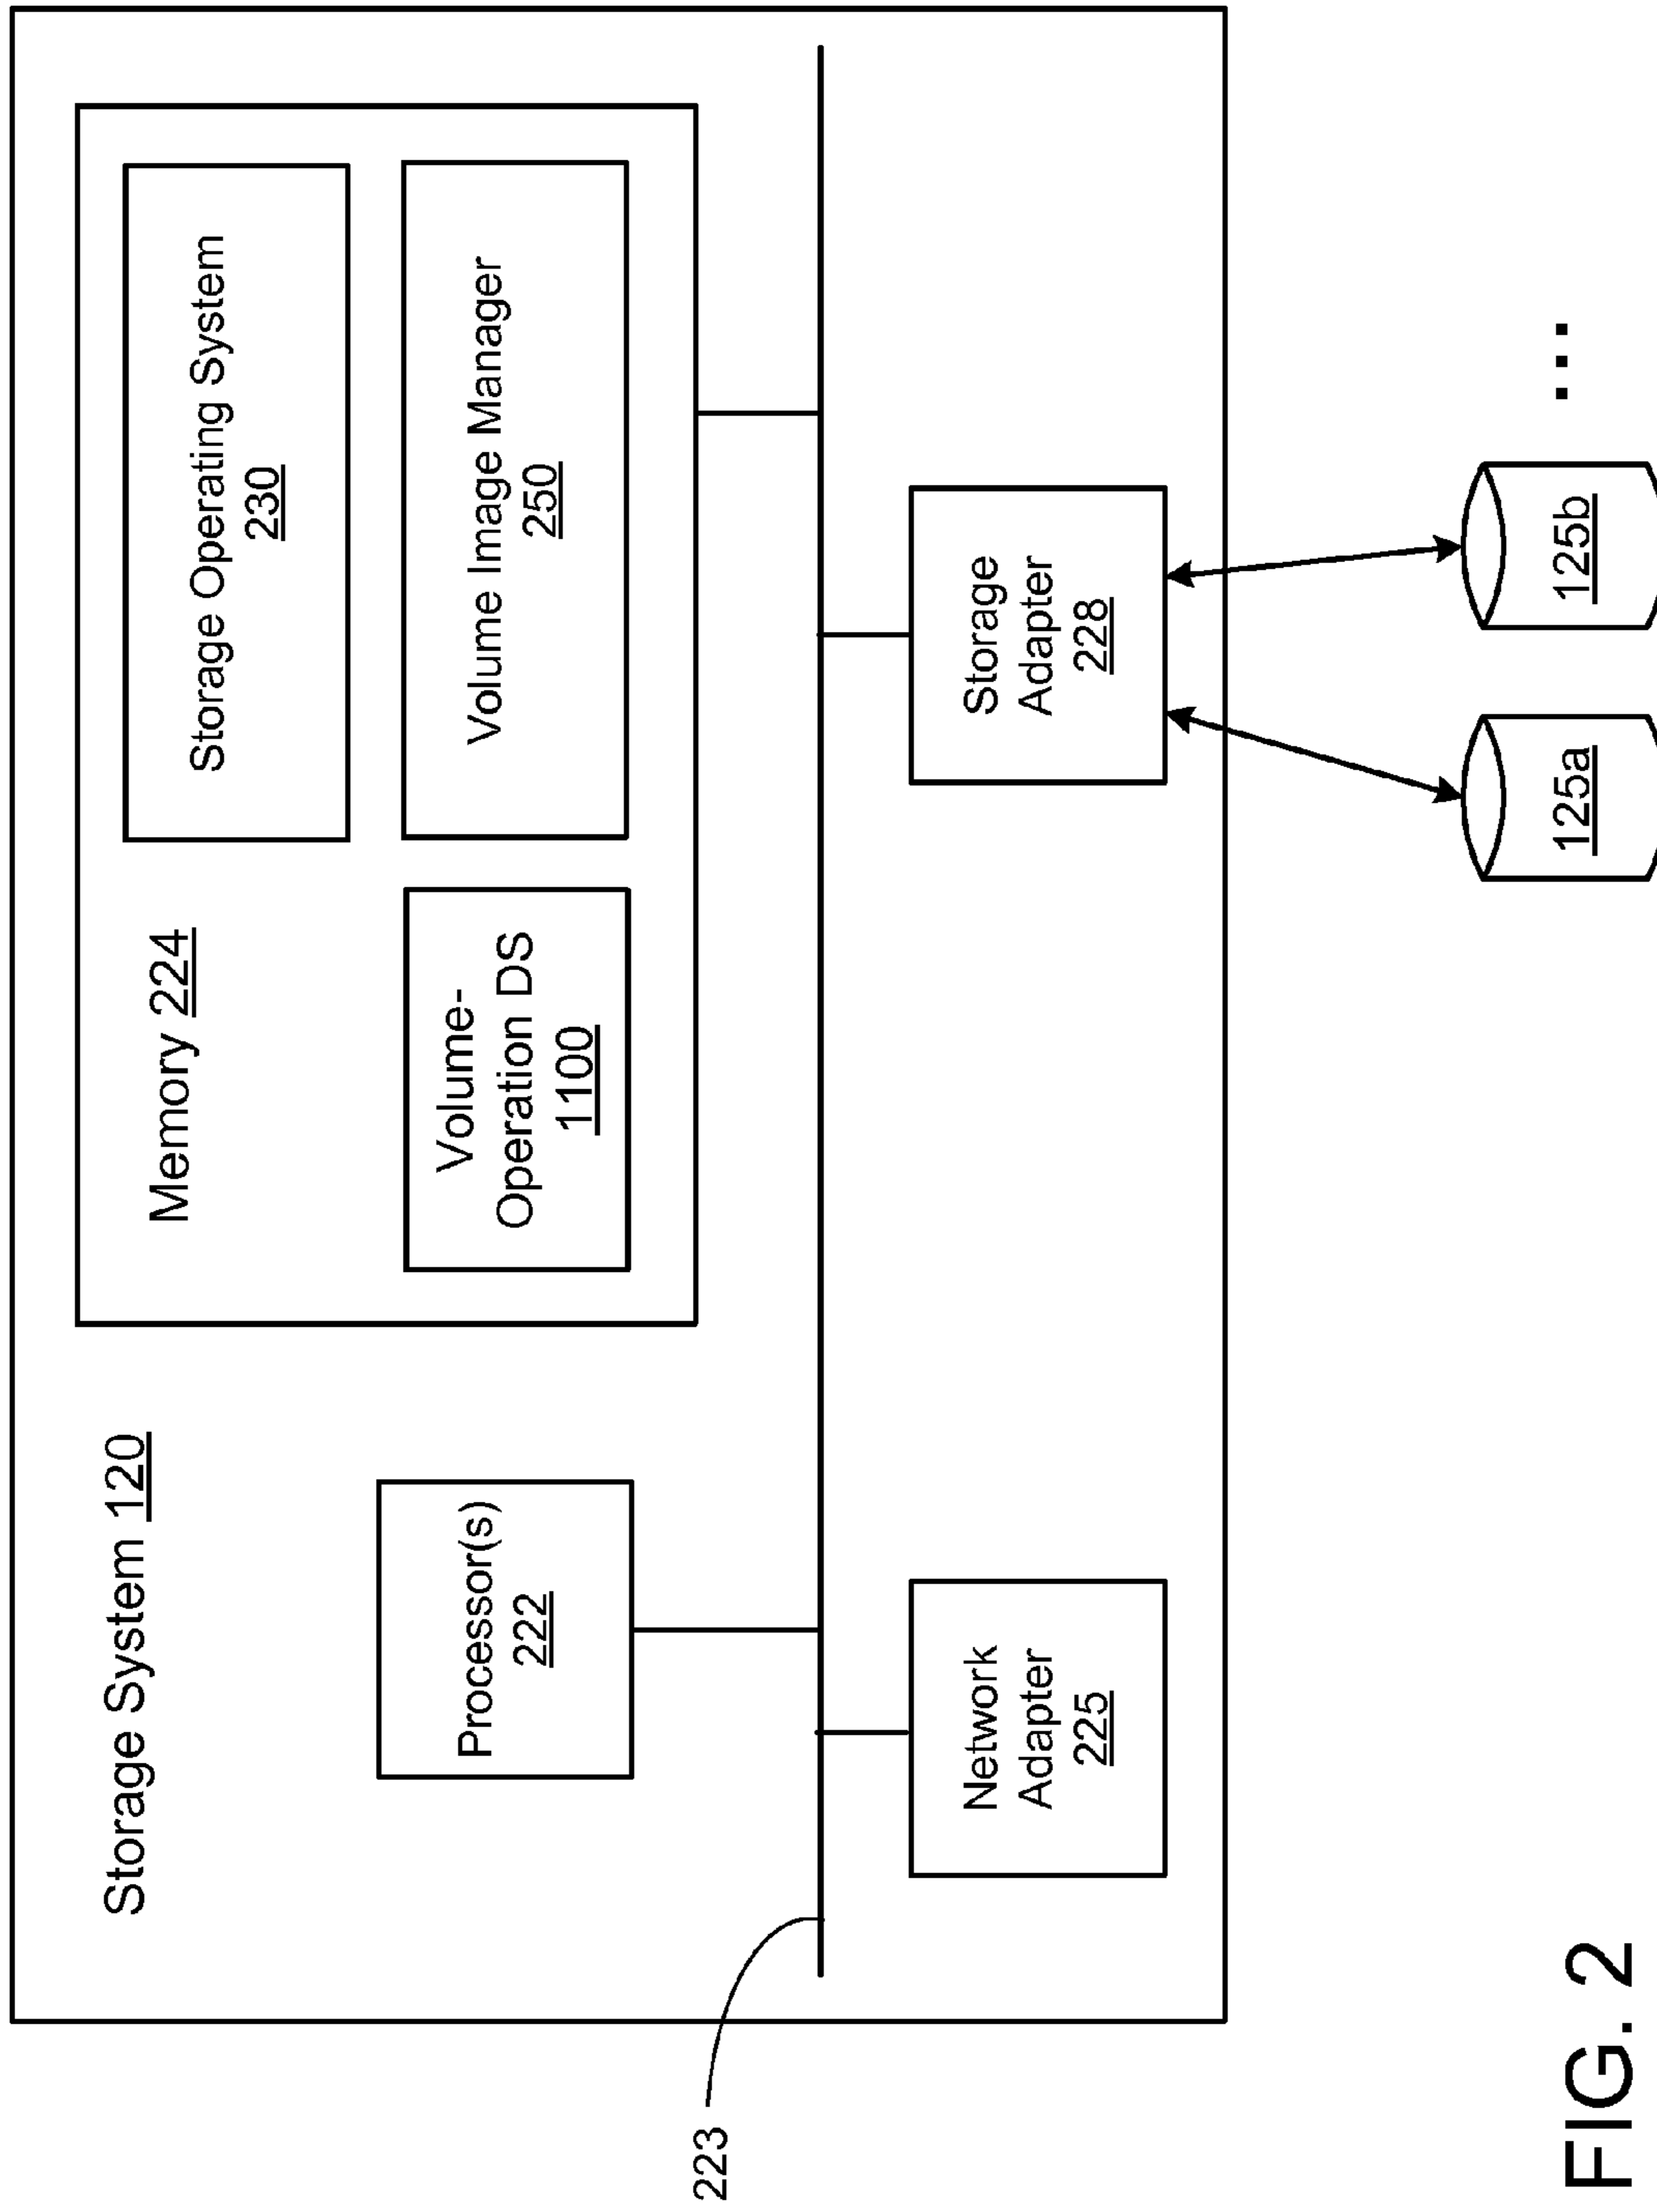 Storage System 120
Memory 224
Storage Operating System
230
Processor(s)
222
Volume-
Operation DS
1100
Volume Image Manager
250
223
Network
Adapter
225
Storage
Adapter
228
125a
125b
...
FIG. 2